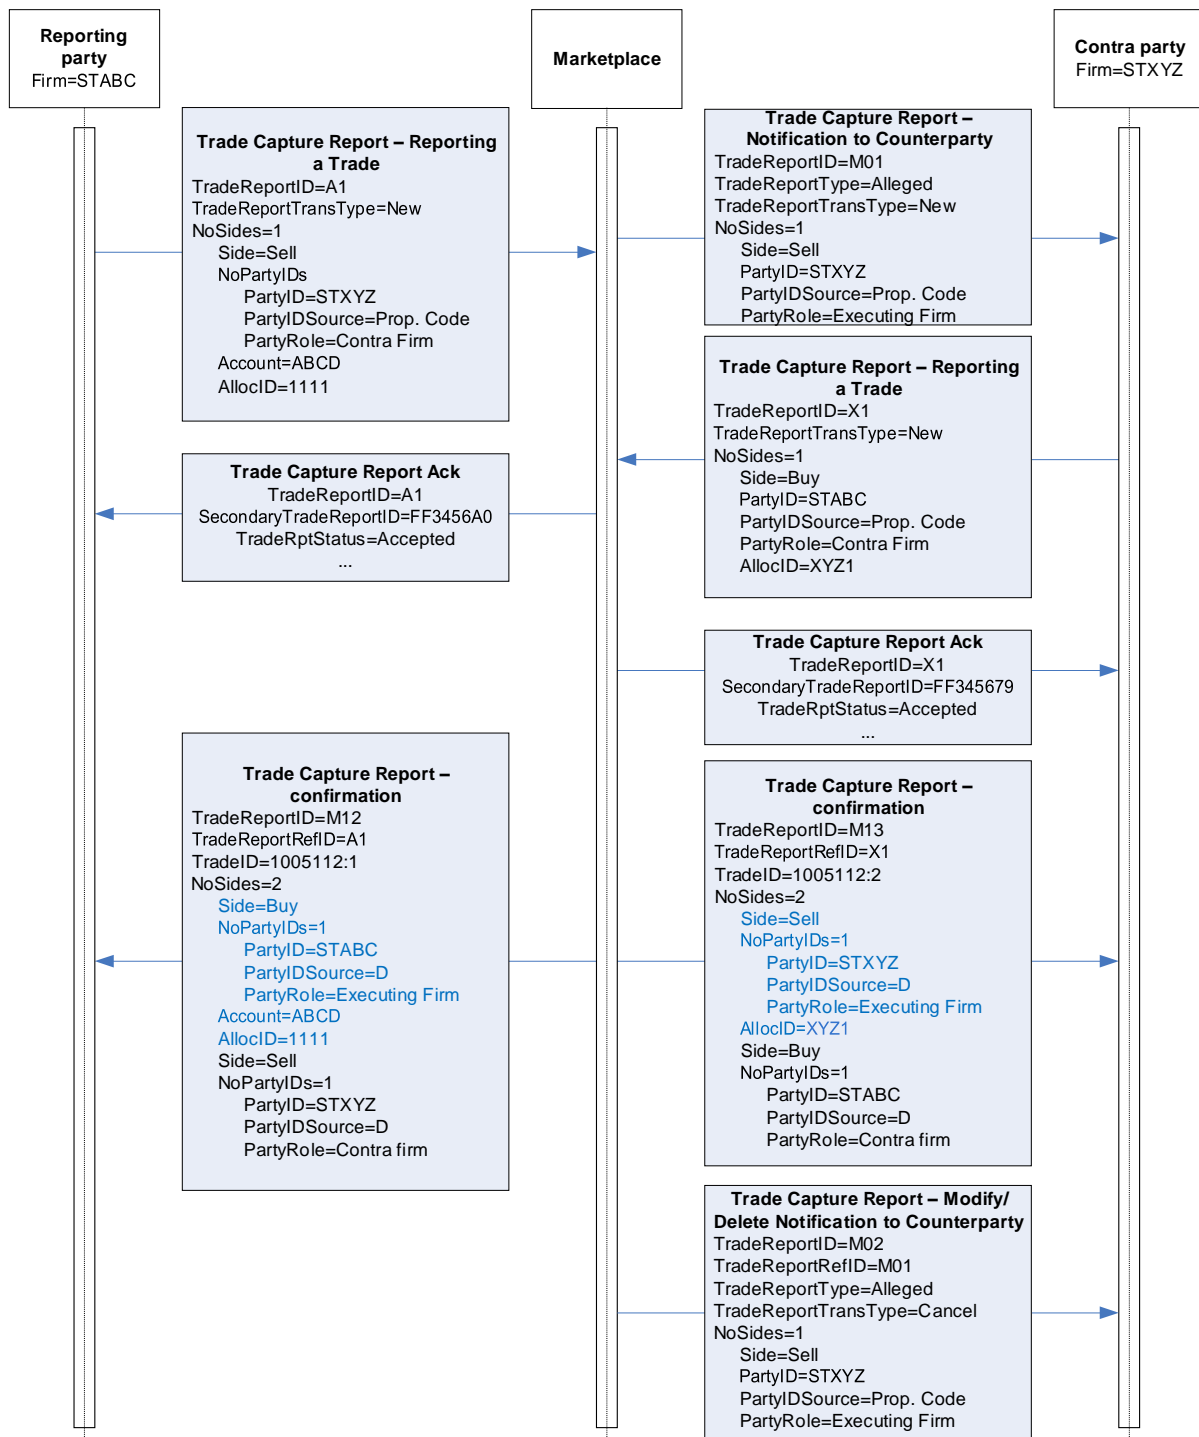 Reporting
party
Firm=STABC
Marketplace
Contra party
Firm=STXYZ
Trade Capture Report – Reporting
a Trade
TradeReportID=A1
TradeReportTransType=New
NoSides=1
Side=Sell
NoPartyIDs
PartyID=STXYZ
PartyIDSource=Prop. Code
PartyRole=Contra Firm
Account=ABCD
AllocID=1111
Trade Capture Report –
Notification to Counterparty
TradeReportID=M01
TradeReportType=Alleged
TradeReportTransType=New
NoSides=1
Side=Sell
PartyID=STXYZ
PartyIDSource=Prop. Code
PartyRole=Executing Firm
Trade Capture Report – Reporting
a Trade
TradeReportID=X1
TradeReportTransType=New
NoSides=1
Side=Buy
PartyID=STABC
PartyIDSource=Prop. Code
PartyRole=Contra Firm
AllocID=XYZ1
Trade Capture Report Ack
TradeReportID=A1
SecondaryTradeReportID=FF3456A0
TradeRptStatus=Accepted
...
Trade Capture Report Ack
TradeReportID=X1
SecondaryTradeReportID=FF345679
TradeRptStatus=Accepted
...
Trade Capture Report –
confirmation
TradeReportID=M12
TradeReportRefID=A1
TradeID=1005112:1
NoSides=2
Side=Buy
NoPartyIDs=1
PartyID=STABC
PartyIDSource=D
PartyRole=Executing Firm
Account=ABCD
AllocID=1111
Side=Sell
NoPartyIDs=1
PartyID=STXYZ
PartyIDSource=D
PartyRole=Contra firm
Trade Capture Report –
confirmation
TradeReportID=M13
TradeReportRefID=X1
TradeID=1005112:2
NoSides=2
Side=Sell
NoPartyIDs=1
PartyID=STXYZ
PartyIDSource=D
PartyRole=Executing Firm
AllocID=XYZ1
Side=Buy
NoPartyIDs=1
PartyID=STABC
PartyIDSource=D
PartyRole=Contra firm
Trade Capture Report – Modify/
Delete Notification to Counterparty
TradeReportID=M02
TradeReportRefID=M01
TradeReportType=Alleged
TradeReportTransType=Cancel
NoSides=1
Side=Sell
PartyID=STXYZ
PartyIDSource=Prop. Code
PartyRole=Executing Firm